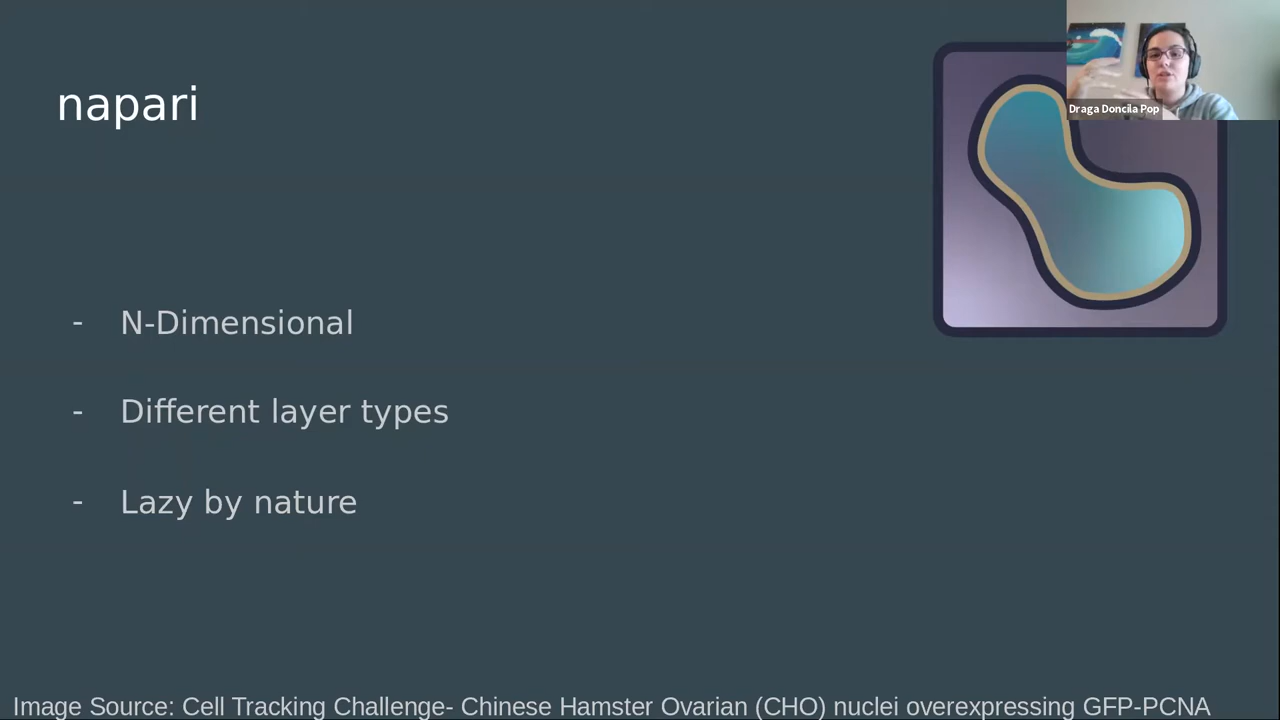 napari
Draga Doncila Pop
- N-Dimensional
- Different layer types
- Lazy by nature
Image Source: Cell Tracking Challenge- Chinese Hamster Ovarian (CHO) nuclei overexpressing GFP-PCNA